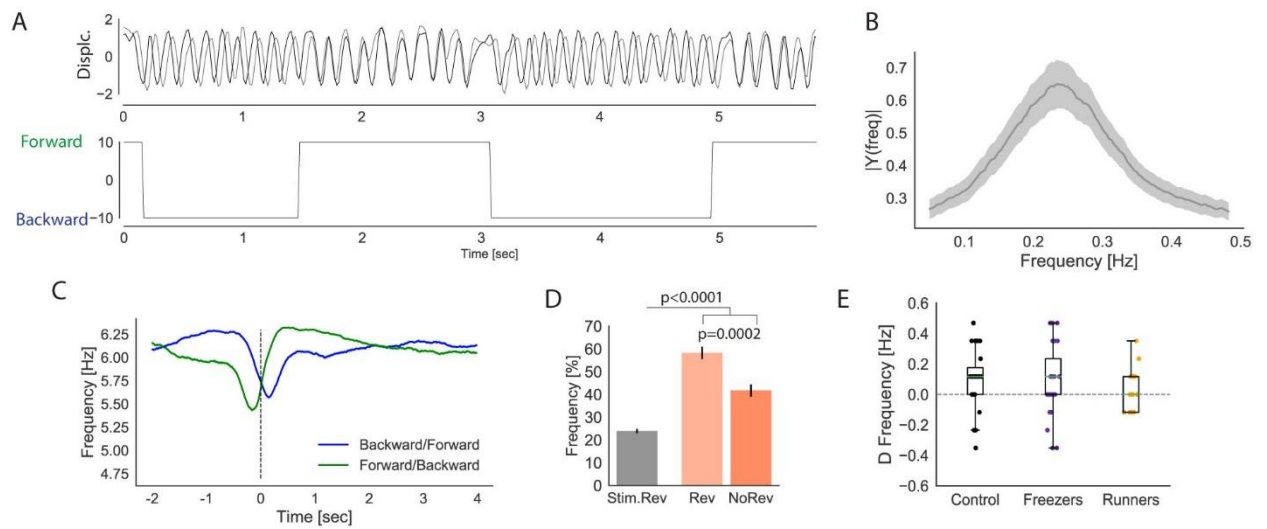 A
Displc.
2
0
−2
0 1 2 3 4 5
Forward
Backward
10
0
−10
0 1 2 3 4 5
Time [sec]
B
|Y(freq)|
0.7
0.6
0.5
0.4
0.3
0.1 0.2 0.3 0.4 0.5
Frequency [Hz]
C
Frequency [Hz]
6.25
6.00
5.75
5.50
5.25
5.00
4.75
Backward/Forward
Forward/Backward
-2 -1 0 1 2 3 4
Time [sec]
D
p<0.0001
p=0.0002
Frequency [%]
70
60
50
40
30
20
10
0
Stim.Rev Rev NoRev
E
D Frequency [Hz]
0.6
0.4
0.2
0.0
−0.2
−0.4
−0.6
Control Freezers Runners